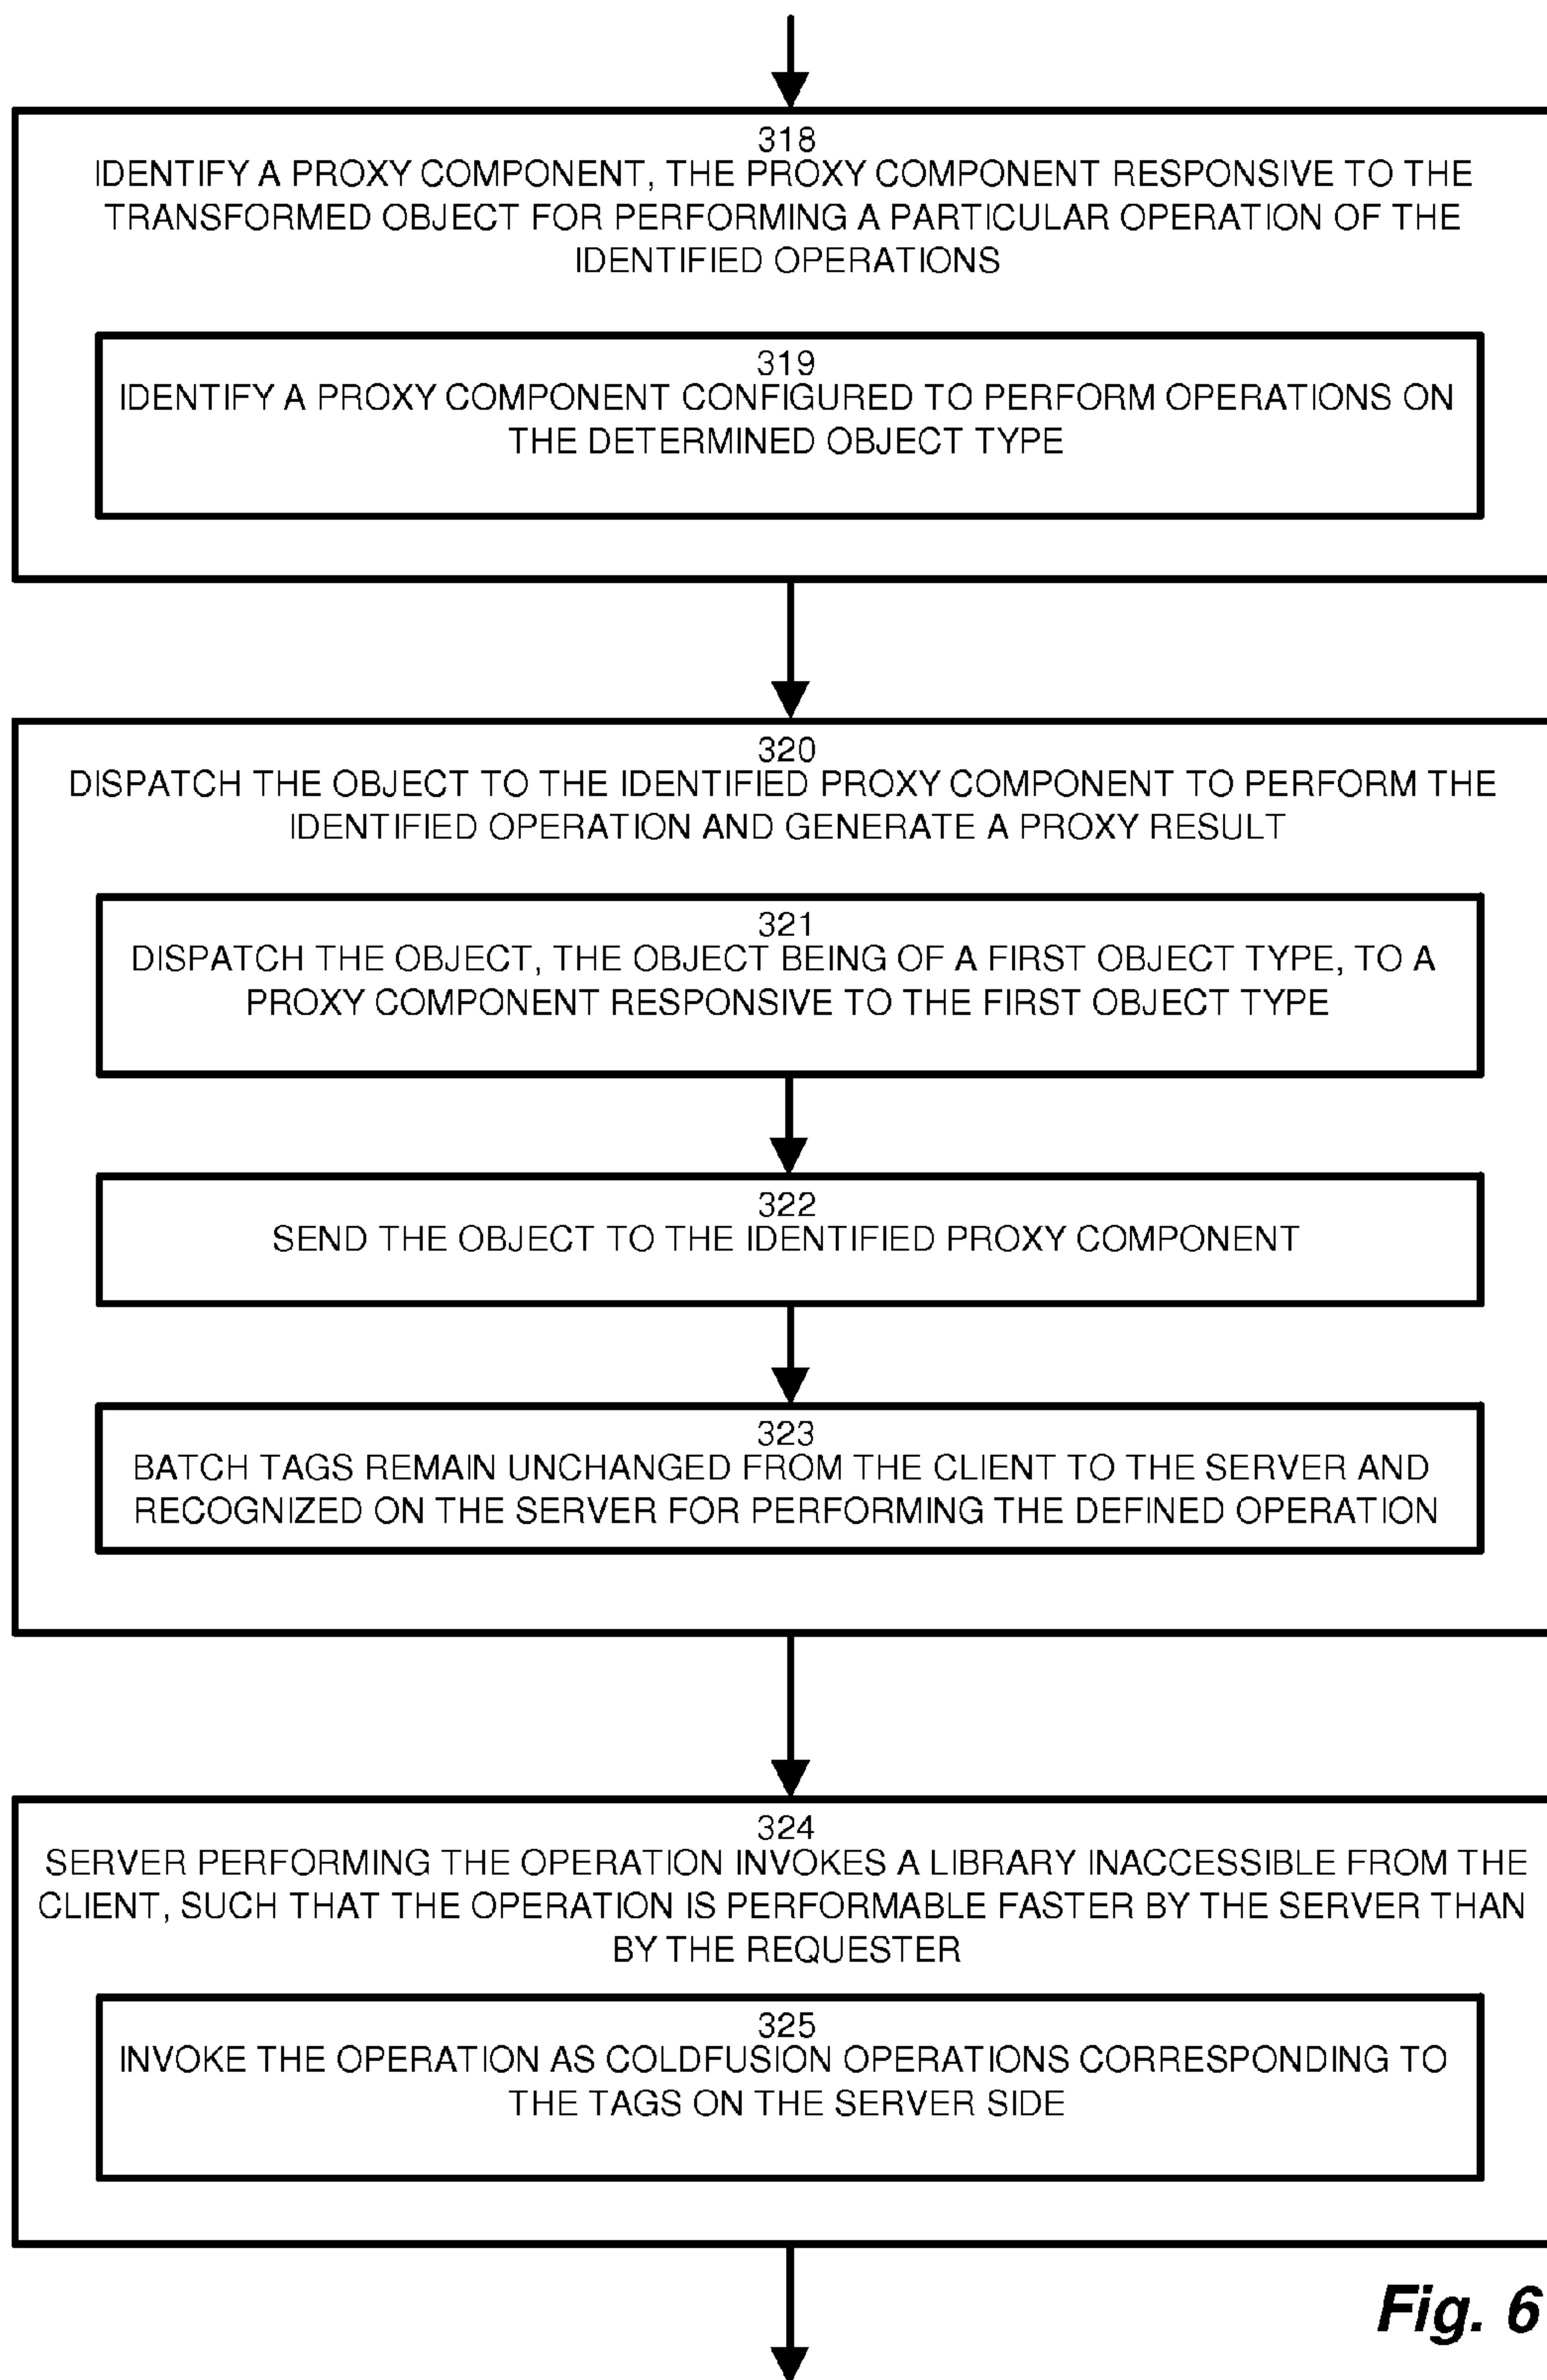 318
IDENTIFY A PROXY COMPONENT, THE PROXY COMPONENT RESPONSIVE TO THE
TRANSFORMED OBJECT FOR PERFORMING A PARTICULAR OPERATION OF THE
IDENTIFIED OPERATIONS
319
IDENTIFY A PROXY COMPONENT CONFIGURED TO PERFORM OPERATIONS ON
THE DETERMINED OBJECT TYPE
320
DISPATCH THE OBJECT TO THE IDENTIFIED PROXY COMPONENT TO PERFORM THE
IDENTIFIED OPERATION AND GENERATE A PROXY RESULT
321
DISPATCH THE OBJECT, THE OBJECT BEING OF A FIRST OBJECT TYPE, TO A
PROXY COMPONENT RESPONSIVE TO THE FIRST OBJECT TYPE
322
SEND THE OBJECT TO THE IDENTIFIED PROXY COMPONENT
323
BATCH TAGS REMAIN UNCHANGED FROM THE CLIENT TO THE SERVER AND
RECOGNIZED ON THE SERVER FOR PERFORMING THE DEFINED OPERATION
324
SERVER PERFORMING THE OPERATION INVOKES A LIBRARY INACCESSIBLE FROM THE
CLIENT, SUCH THAT THE OPERATION IS PERFORMABLE FASTER BY THE SERVER THAN
BY THE REQUESTER
325
INVOKE THE OPERATION AS COLDFUSION OPERATIONS CORRESPONDING TO
THE TAGS ON THE SERVER SIDE
Fig. 6